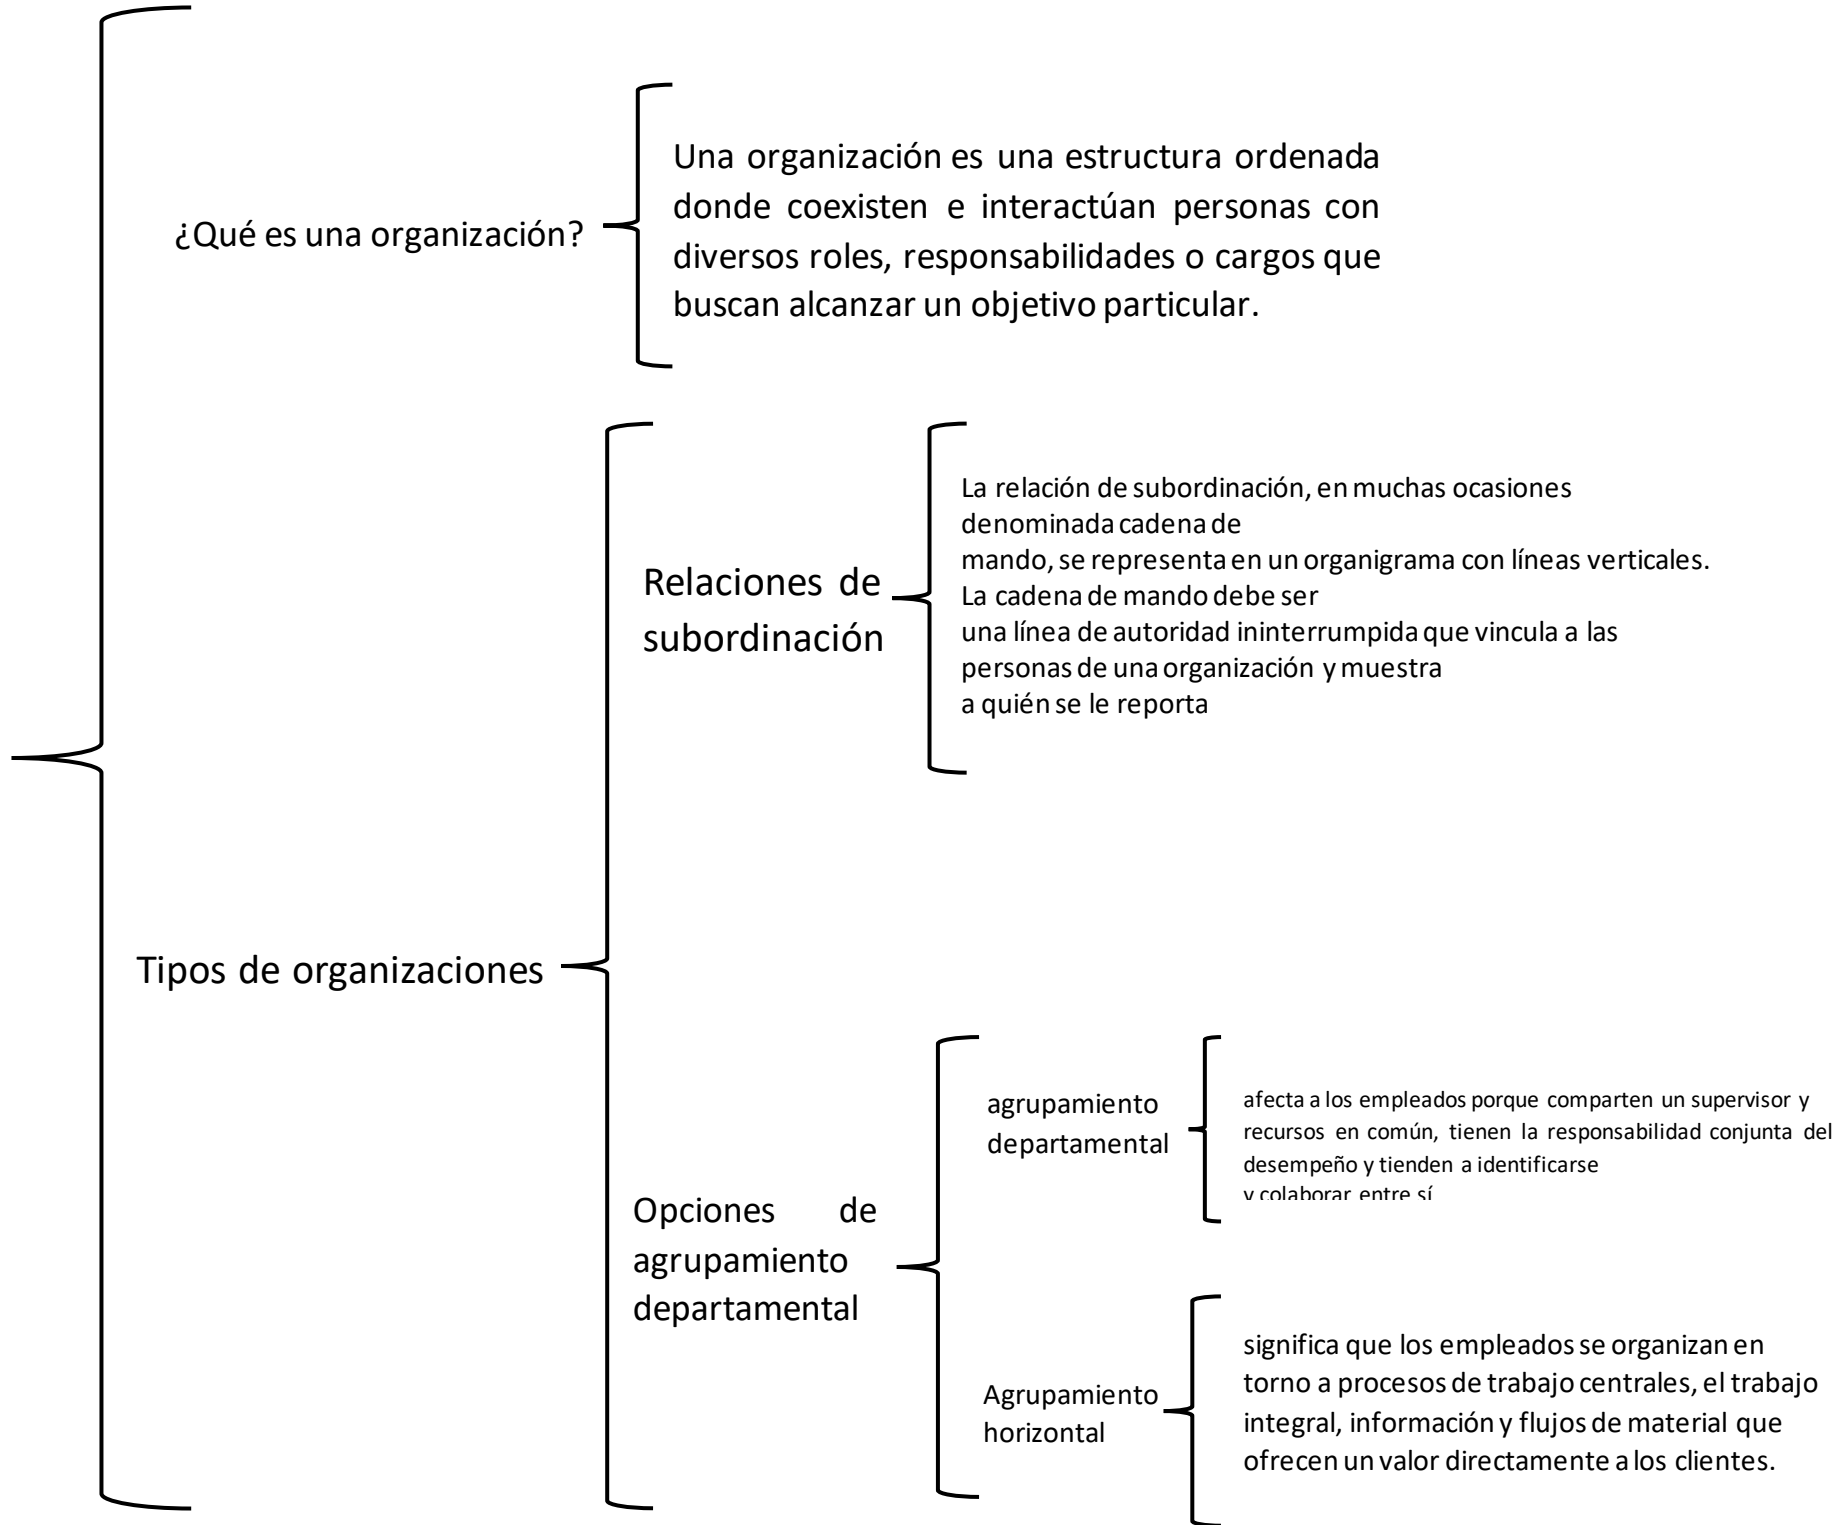 ¿Qué es una organización?
Una organización es una estructura ordenada
donde coexisten e interactúan personas con
diversos roles, responsabilidades o cargos que
buscan alcanzar un objetivo particular.
Tipos de organizaciones
Relaciones de
subordinación
La relación de subordinación, en muchas ocasiones
denominada cadena de
mando, se representa en un organigrama con líneas verticales.
La cadena de mando debe ser
una línea de autoridad ininterrumpida que vincula a las
personas de una organización y muestra
a quién se le reporta
Opciones de
agrupamiento
departamental
agrupamiento
departamental
afecta a los empleados porque comparten un supervisor y
recursos en común, tienen la responsabilidad conjunta del
desempeño y tienden a identificarse
y colaborar entre sí
Agrupamiento
horizontal
significa que los empleados se organizan en
torno a procesos de trabajo centrales, el trabajo
integral, información y flujos de material que
ofrecen un valor directamente a los clientes.